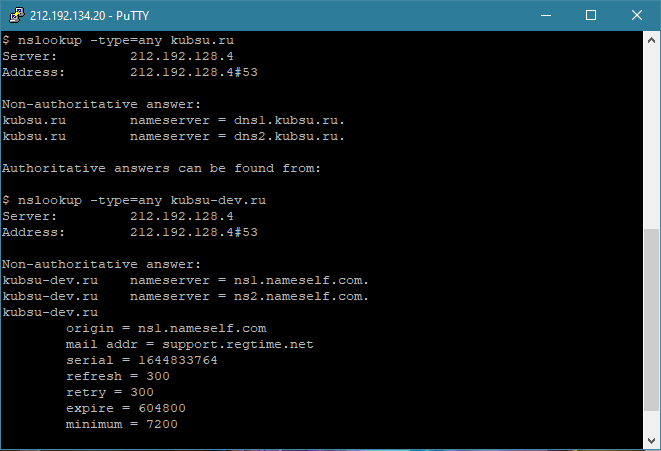 212.192.134.20 - PuTTY
$ nslookup -type=any kubsu.ru
Server:         212.192.128.4
Address:        212.192.128.4#53
Non-authoritative answer:
kubsu.ru        nameserver = dns1.kubsu.ru.
kubsu.ru        nameserver = dns2.kubsu.ru.
Authoritative answers can be found from:
$ nslookup -type=any kubsu-dev.ru
Server:         212.192.128.4
Address:        212.192.128.4#53
Non-authoritative answer:
kubsu-dev.ru    nameserver = ns1.nameself.com.
kubsu-dev.ru    nameserver = ns2.nameself.com.
kubsu-dev.ru
        origin = ns1.nameself.com
        mail addr = support.regtime.net
        serial = 1644833764
        refresh = 300
        retry = 300
        expire = 604800
        minimum = 7200